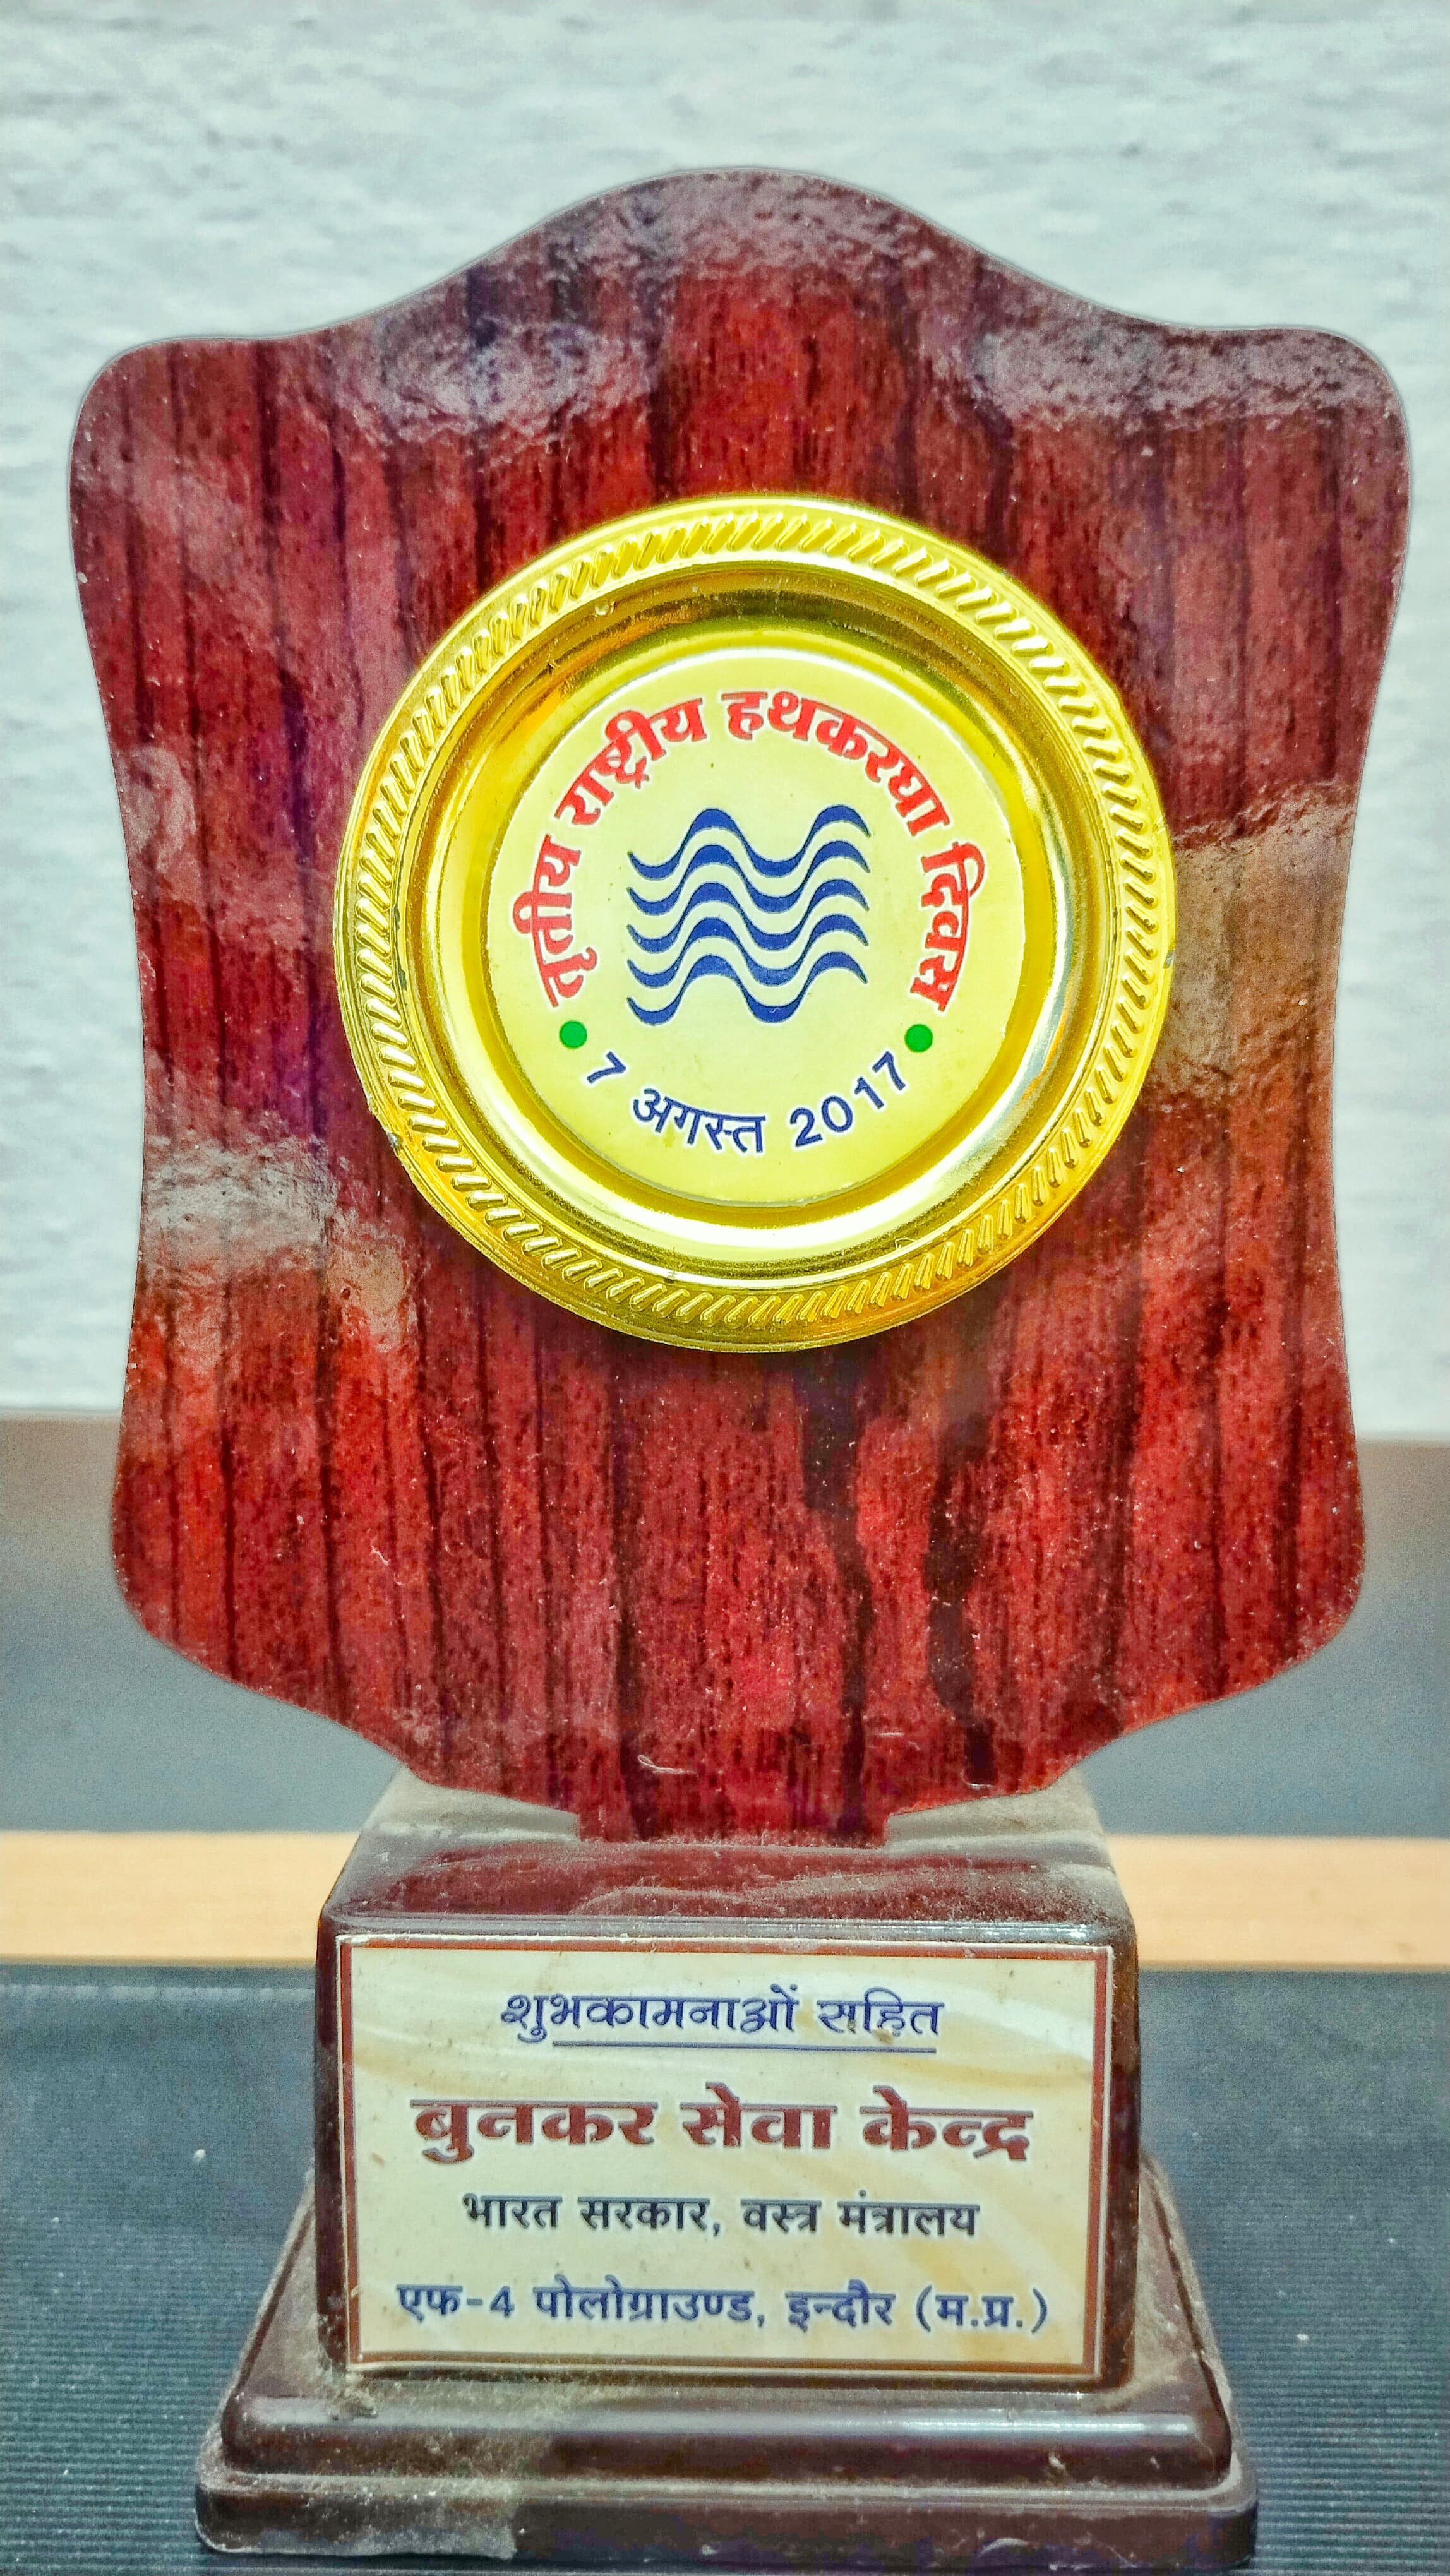 तृतीय राष्ट्रीय हथकरघा दिवस
7 अगस्त 2017
शुभकामनाओं सहित
बुनकर सेवा केन्द्र
भारत सरकार, वस्त्र मंत्रालय
एफ-4 पोलोग्राउण्ड, इन्दौर (म.प्र.)